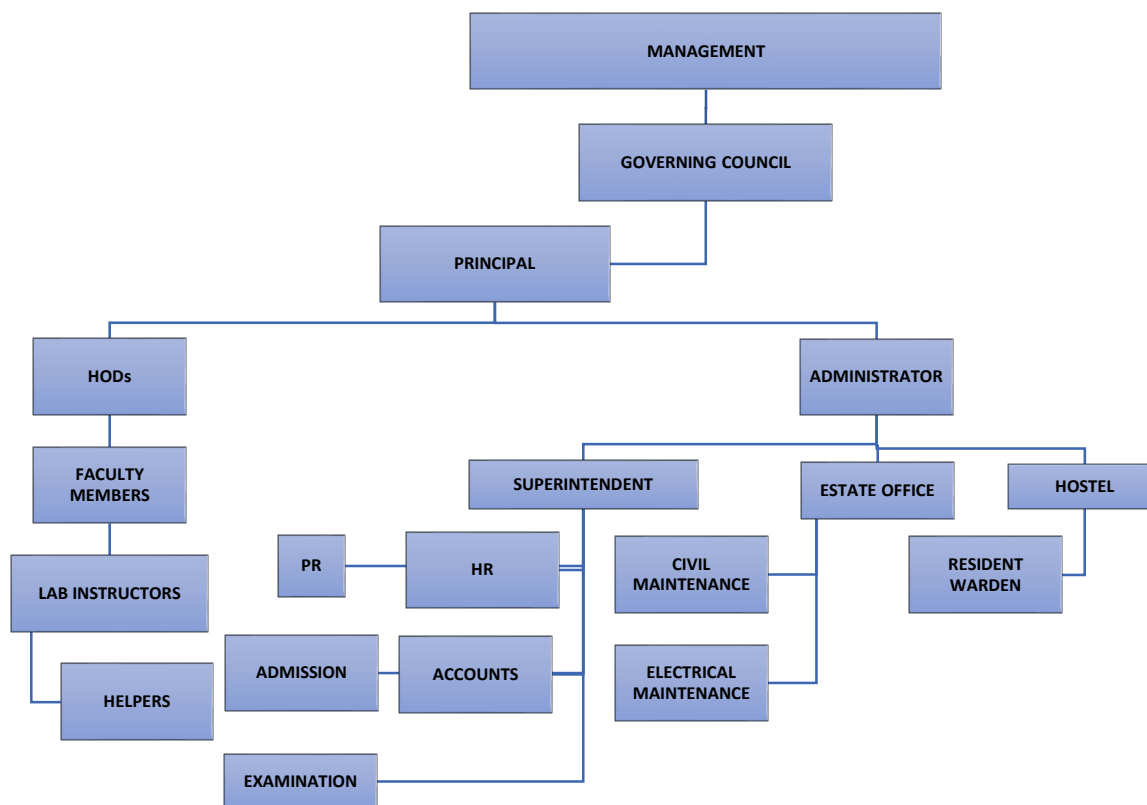 MANAGEMENT
GOVERNING COUNCIL
PRINCIPAL
HODs
ADMINISTRATOR
FACULTY
MEMBERS
SUPERINTENDENT
ESTATE OFFICE
HOSTEL
PR
HR
CIVIL
MAINTENANCE
RESIDENT
WARDEN
LAB INSTRUCTORS
ADMISSION
ACCOUNTS
ELECTRICAL
MAINTENANCE
HELPERS
EXAMINATION